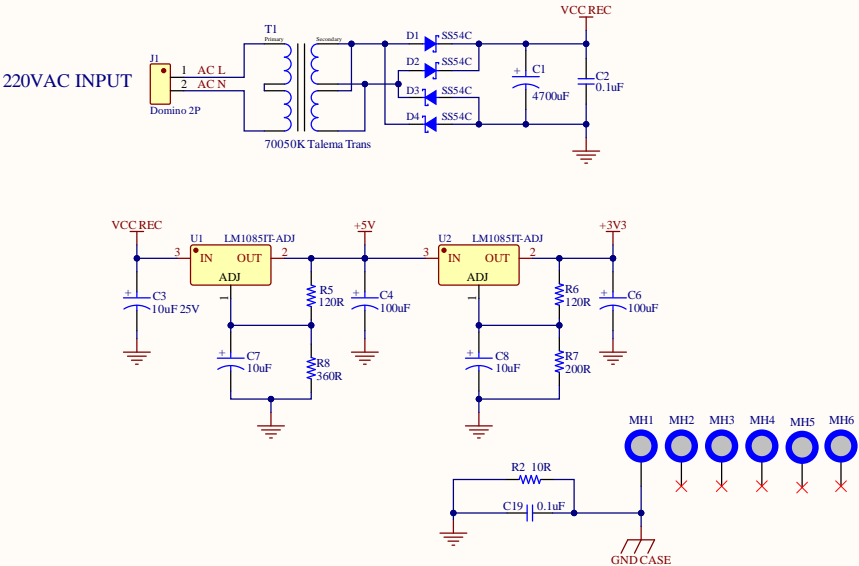 VCC REC
T1
Primary
Secondary
D1
SS54C
J1
D2
SS54C
1
AC L
C1
C2
220VAC INPUT
2
AC N
D3
SS54C
4700uF
0.1uF
Domino 2P
D4
SS54C
70050K Talema Trans
VCC REC
+5V
+3V3
U1
LM1085IT-ADJ
U2
LM1085IT-ADJ
3
IN
OUT
2
3
IN
OUT
2
ADJ
ADJ
1
1
C3
10uF 25V
R5
120R
C4
100uF
R6
120R
C6
100uF
C7
10uF
R8
360R
C8
10uF
R7
200R
MH1
MH2
MH3
MH4
MH5
MH6
R2 10R
C19
0.1uF
GND CASE